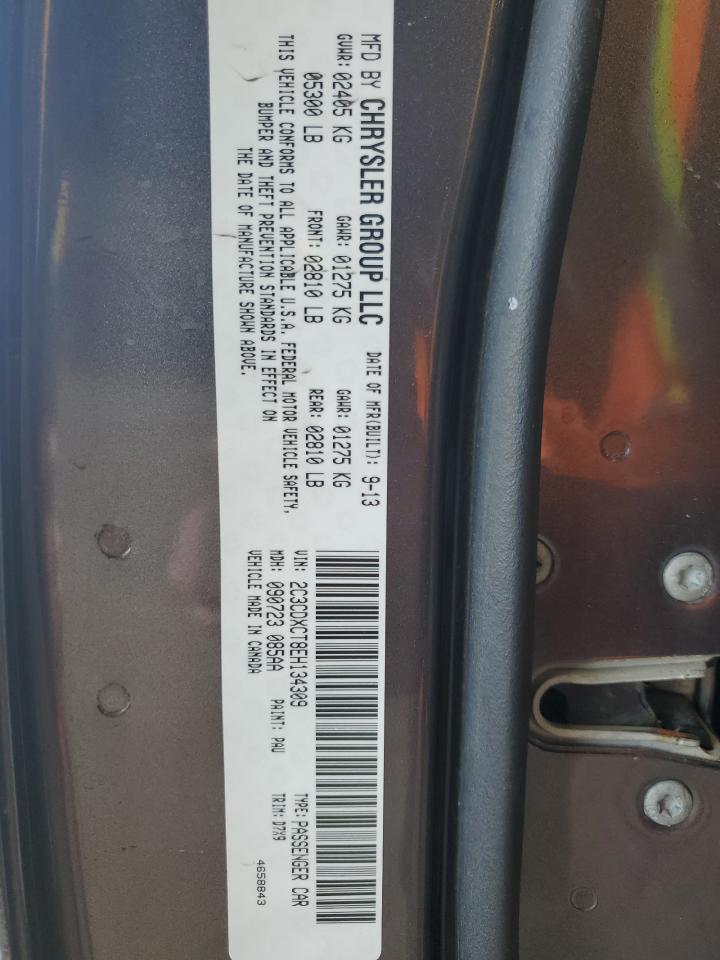 MFD BY CHRYSLER GROUP LLC DATE OF MFR(BUILT): 9-13
GVWR: 02405 KG GAWR: 01275 KG GAWR: 01275 KG
05300 LB FRONT: 02810 LB REAR: 02810 LB
THIS VEHICLE CONFORMS TO ALL APPLICABLE U.S.A. FEDERAL MOTOR VEHICLE SAFETY,
BUMPER AND THEFT PREVENTION STANDARDS IN EFFECT ON
THE DATE OF MANUFACTURE SHOWN ABOVE.
VIN: 2C3CDXCT8EH134309 TYPE: PASSENGER CAR
MDH: 090723 085AA PAINT: PAU TRIM: D7X9
VEHICLE MADE IN CANADA 4658843